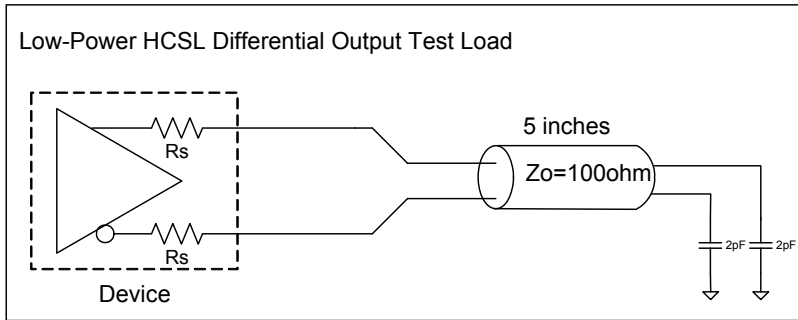 Low-Power HCSL Differential Output Test Load
Rs
Rs
Device
5 inches
Zo=100ohm
2pF
2pF